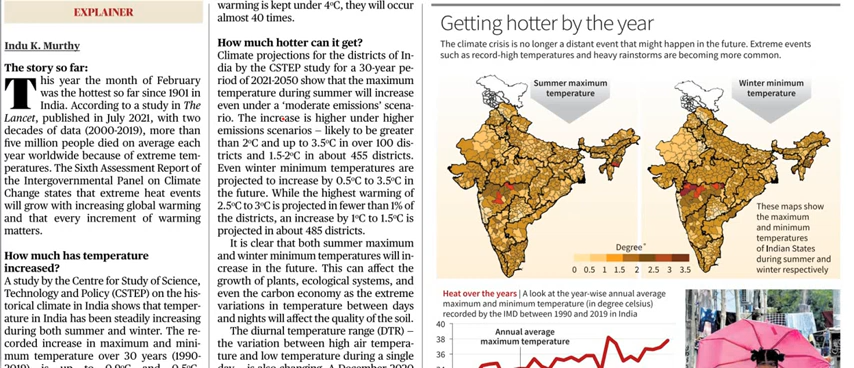 EXPLAINER
Indu K. Murthy
The story so far:
This year the month of February
was the hottest so far since 1901 in
India. According to a study in The
Lancet, published in July 2021, with two
decades of data (2000-2019), more than
five million people died on average each
year worldwide because of extreme tem-
peratures. The Sixth Assessment Report of
the Intergovernmental Panel on Climate
Change states that extreme heat events
will grow with increasing global warming
and that every increment of warming
matters.
How much has temperature
increased?
A study by the Centre for Study of Science,
Technology and Policy (CSTEP) on the his-
torical climate in India shows that temper-
ature in India has been steadily increasing
during both summer and winter. The re-
corded increase in maximum and mini-
mum temperature over 30 years (1990-
2019) is up to 0.9°C and 0.5°C,
warming is kept under 4°C, they will occur
almost 40 times.
How much hotter can it get?
Climate projections for the districts of In-
dia by the CSTEP study for a 30-year pe-
riod of 2021-2050 show that the maximum
temperature during summer will increase
even under a ‘moderate emissions’ scena-
rio. The increase is higher under higher
emissions scenarios – likely to be greater
than 2°C and up to 3.5°C in over 100 dis-
tricts and 1.5-2°C in about 455 districts.
Even winter minimum temperatures are
projected to increase by 0.5°C to 3.5°C in
the future. While the highest warming of
2.5°C to 3°C is projected in fewer than 1% of
the districts, an increase by 1°C to 1.5°C is
projected in about 485 districts.
It is clear that both summer maximum
and winter minimum temperatures will in-
crease in the future. This can affect the
growth of plants, ecological systems, and
even the carbon economy as the extreme
variations in temperature between days
and nights will affect the quality of the soil.
The diurnal temperature range (DTR) –
the variation between high air tempera-
ture and low temperature during a single
day – is also changing. A December 2020
Getting hotter by the year
The climate crisis is no longer a distant event that might happen in the future. Extreme events
such as record-high temperatures and heavy rainstorms are becoming more common.
Summer maximum
temperature
Winter minimum
temperature
These maps show
the maximum
and minimum
temperatures
of Indian States
during summer and
winter respectively
Degree°
0 0.5 1 1.5 2 2.5 3 3.5
Heat over the years | A look at the year-wise annual average
maximum and minimum temperature (in degree celsius)
recorded by the IMD between 1990 and 2019 in India
40
38
36
34
Annual average
maximum temperature